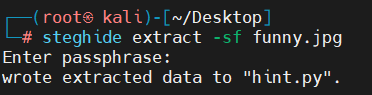 ┌──(root㉿ kali)-[~/Desktop]
└─# steghide extract -sf funny.jpg
Enter passphrase:
wrote extracted data to "hint.py".